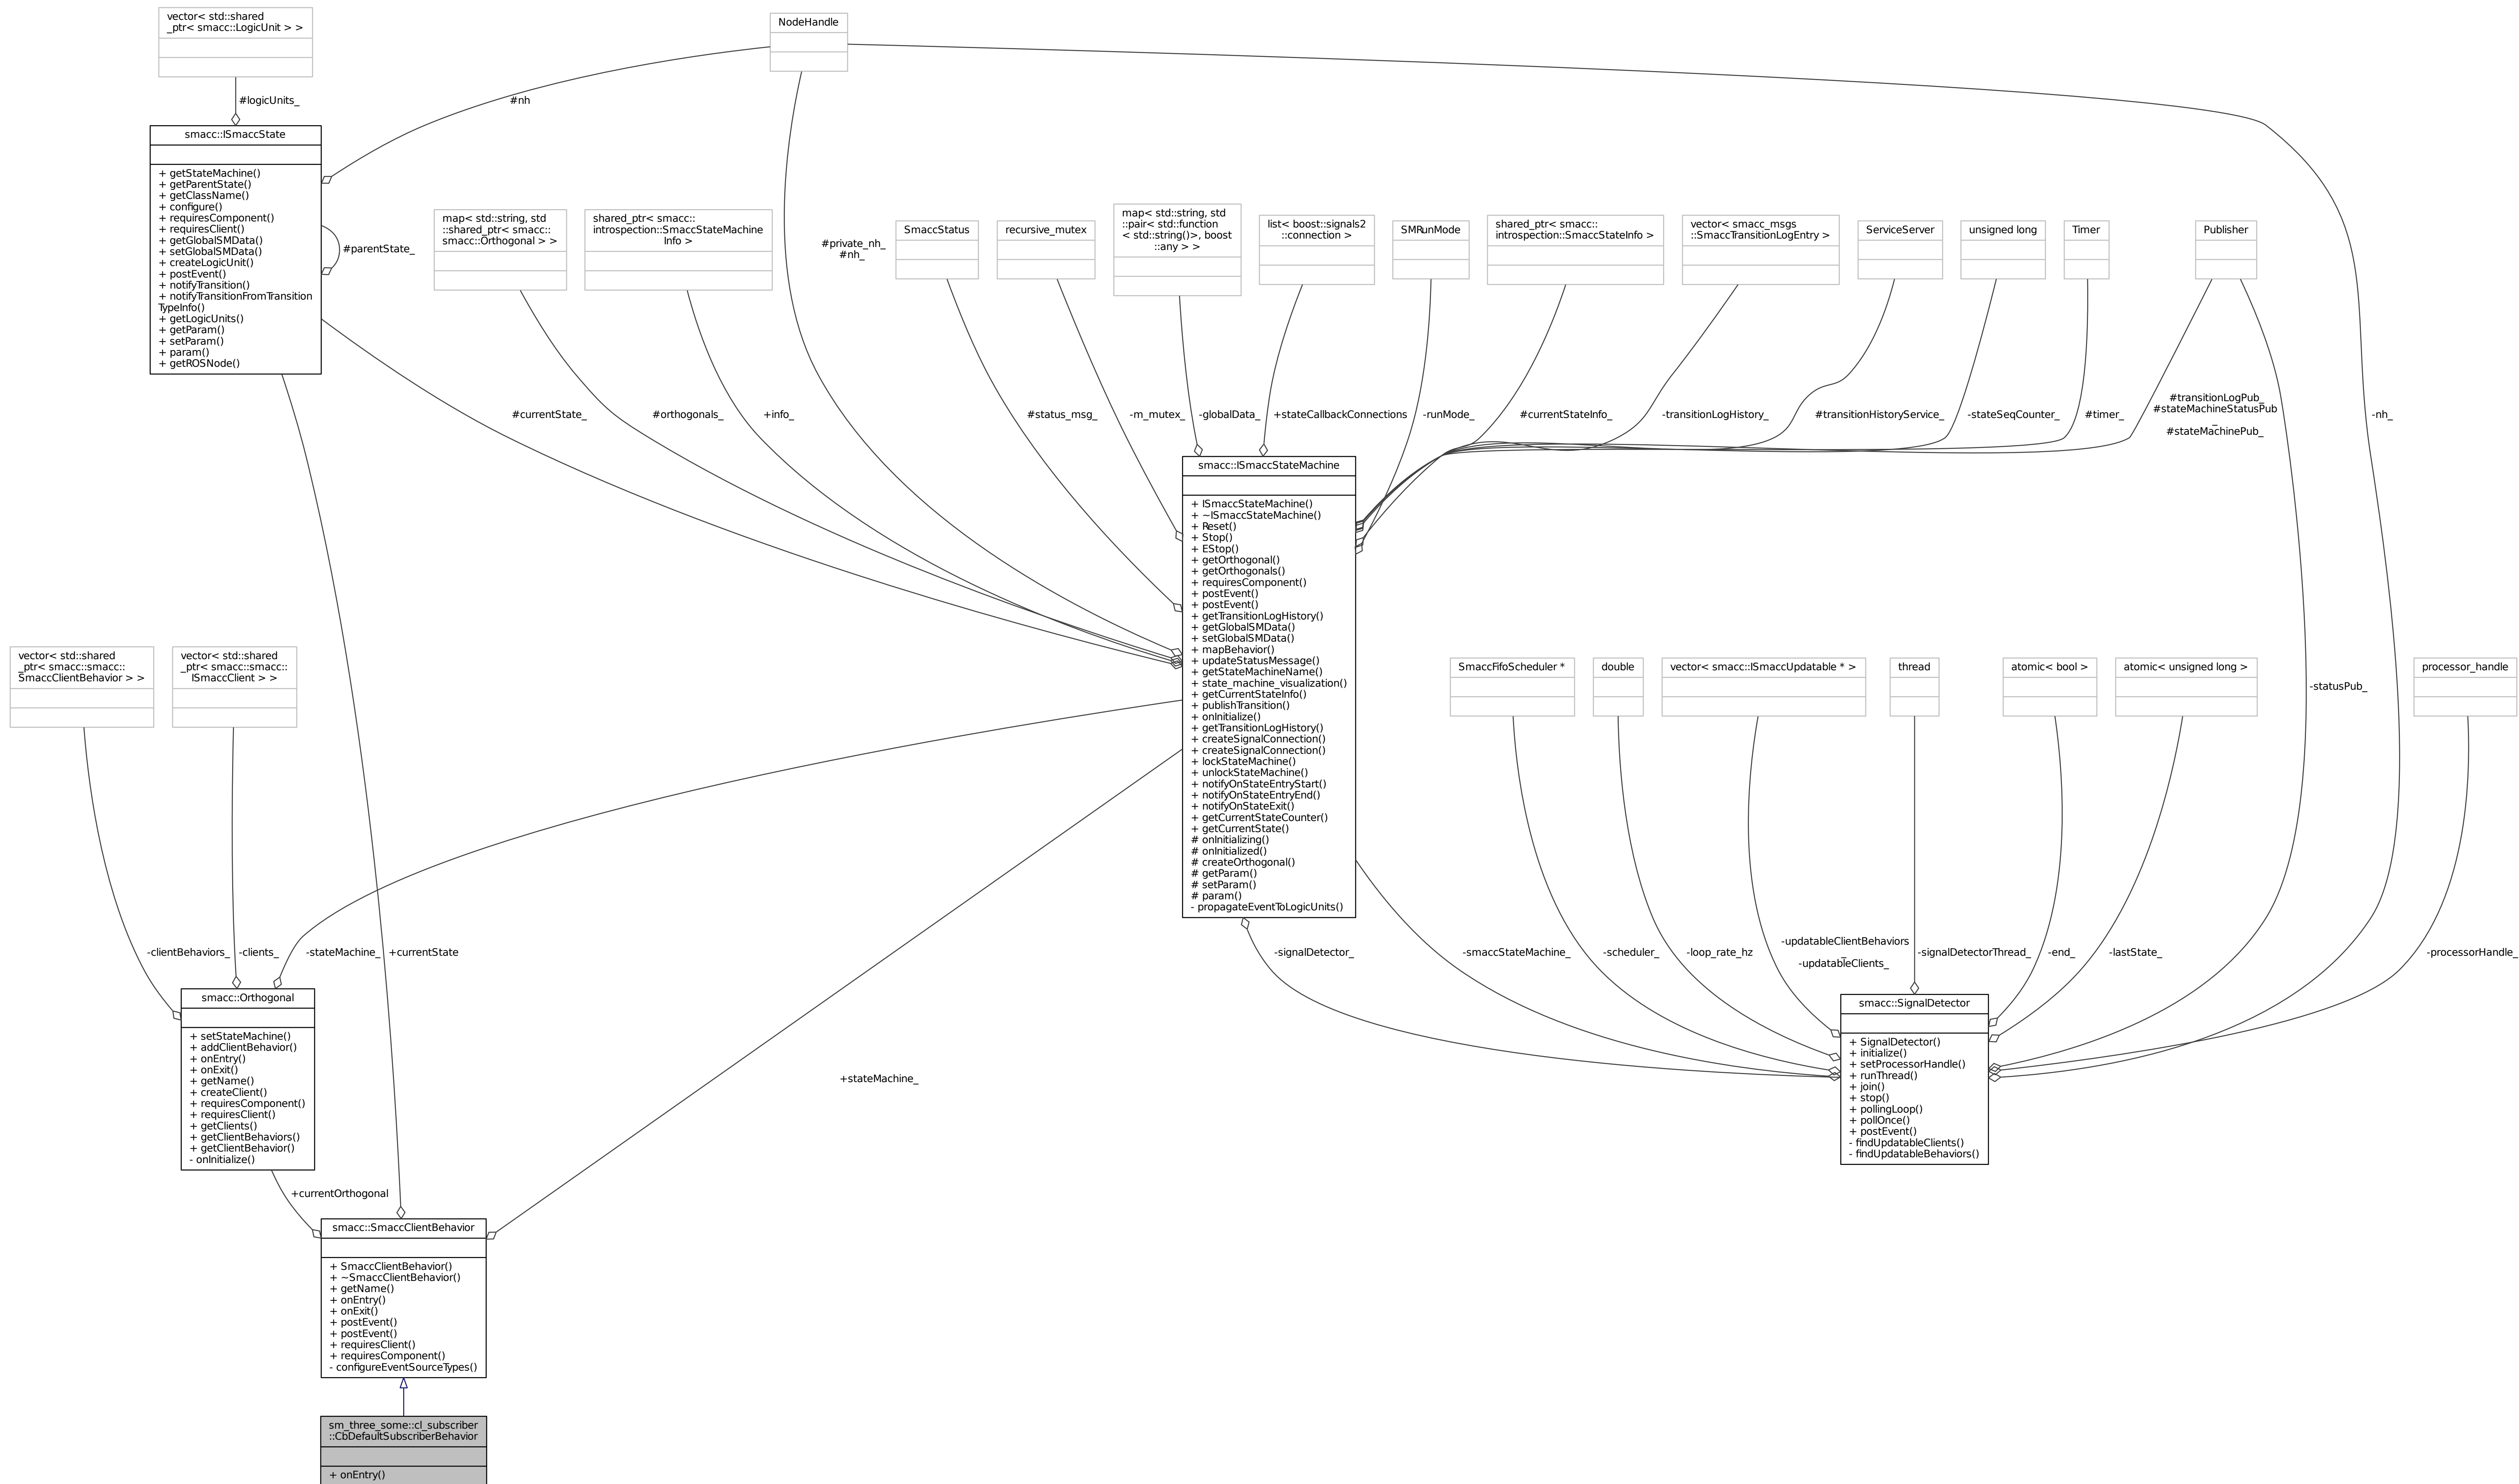 vector< std::shared
_ptr< smacc::LogicUnit > >
NodeHandle
#logicUnits_
#nh
smacc::ISmaccState
+ getStateMachine()
+ getParentState()
+ getClassName()
+ configure()
+ requiresComponent()
+ requiresClient()
+ getGlobalSMData()
+ setGlobalSMData()
+ createLogicUnit()
+ postEvent()
+ notifyTransition()
+ notifyTransitionFromTransition
TypeInfo()
+ getLogicUnits()
+ getParam()
+ setParam()
+ param()
+ getROSNode()
#parentState_
map< std::string, std
::shared_ptr< smacc::
smacc::Orthogonal > >
shared_ptr< smacc::
introspection::SmaccStateMachine
Info >
#private_nh_
#nh_
SmaccStatus
recursive_mutex
map< std::string, std
::pair< std::function
< std::string()>, boost
::any > >
list< boost::signals2
::connection >
SMRunMode
shared_ptr< smacc::
introspection::SmaccStateInfo >
vector< smacc_msgs
::SmaccTransitionLogEntry >
ServiceServer
unsigned long
Timer
Publisher
#currentState_
#orthogonals_
+info_
#status_msg_
-m_mutex_
-globalData_
+stateCallbackConnections
-runMode_
#currentStateInfo_
-transitionLogHistory_
#transitionHistoryService_
-stateSeqCounter_
#timer_
#transitionLogPub_
#stateMachineStatusPub
_
#stateMachinePub_
-nh_
smacc::ISmaccStateMachine
+ ISmaccStateMachine()
+ ~ISmaccStateMachine()
+ Reset()
+ Stop()
+ EStop()
+ getOrthogonal()
+ getOrthogonals()
+ requiresComponent()
+ postEvent()
+ postEvent()
+ getTransitionLogHistory()
+ getGlobalSMData()
+ setGlobalSMData()
+ mapBehavior()
+ updateStatusMessage()
+ getStateMachineName()
+ state_machine_visualization()
+ getCurrentStateInfo()
+ publishTransition()
+ onInitialize()
+ getTransitionLogHistory()
+ createSignalConnection()
+ createSignalConnection()
+ lockStateMachine()
+ unlockStateMachine()
+ notifyOnStateEntryStart()
+ notifyOnStateEntryEnd()
+ notifyOnStateExit()
+ getCurrentStateCounter()
+ getCurrentState()
# onInitializing()
# onInitialized()
# createOrthogonal()
# getParam()
# setParam()
# param()
- propagateEventToLogicUnits()
vector< std::shared
_ptr< smacc::smacc::
SmaccClientBehavior > >
vector< std::shared
_ptr< smacc::smacc::
ISmaccClient > >
SmaccFifoScheduler *
double
vector< smacc::ISmaccUpdatable * >
thread
atomic< bool >
atomic< unsigned long >
-statusPub_
processor_handle
-clientBehaviors_
-clients_
-stateMachine_
+currentState
-signalDetector_
-smaccStateMachine_
-scheduler_
-loop_rate_hz
-updatableClientBehaviors
_
-updatableClients_
-signalDetectorThread_
-end_
-lastState_
-processorHandle_
smacc::Orthogonal
+ setStateMachine()
+ addClientBehavior()
+ onEntry()
+ onExit()
+ getName()
+ createClient()
+ requiresComponent()
+ requiresClient()
+ getClients()
+ getClientBehaviors()
+ getClientBehavior()
- onInitialize()
smacc::SignalDetector
+ SignalDetector()
+ initialize()
+ setProcessorHandle()
+ runThread()
+ join()
+ stop()
+ pollingLoop()
+ pollOnce()
+ postEvent()
- findUpdatableClients()
- findUpdatableBehaviors()
+stateMachine_
+currentOrthogonal
smacc::SmaccClientBehavior
+ SmaccClientBehavior()
+ ~SmaccClientBehavior()
+ getName()
+ onEntry()
+ onExit()
+ postEvent()
+ postEvent()
+ requiresClient()
+ requiresComponent()
- configureEventSourceTypes()
sm_three_some::cl_subscriber
::CbDefaultSubscriberBehavior
+ onEntry()